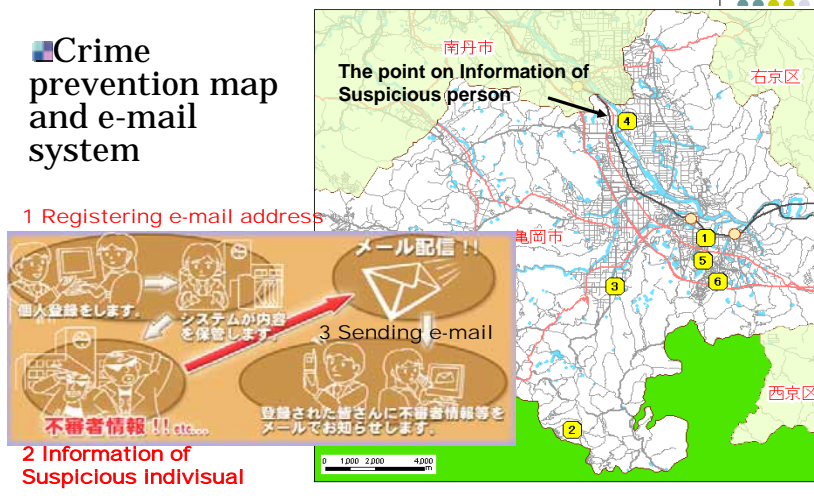 Crime
prevention map
and e-mail
system
The point on Information of
Suspicious person
南丹市
右京区
亀岡市
西京区
4
1
5
6
3
2
0 1,000 2,000 4,000
m
1 Registering e-mail address
個人登録をします。
システムが内容
を保管します。
メール配信!!
3 Sending e-mail
不審者情報!! etc...
登録された皆さんに不審者情報等を
メールでお知らせします。
2 Information of
Suspicious indivisual